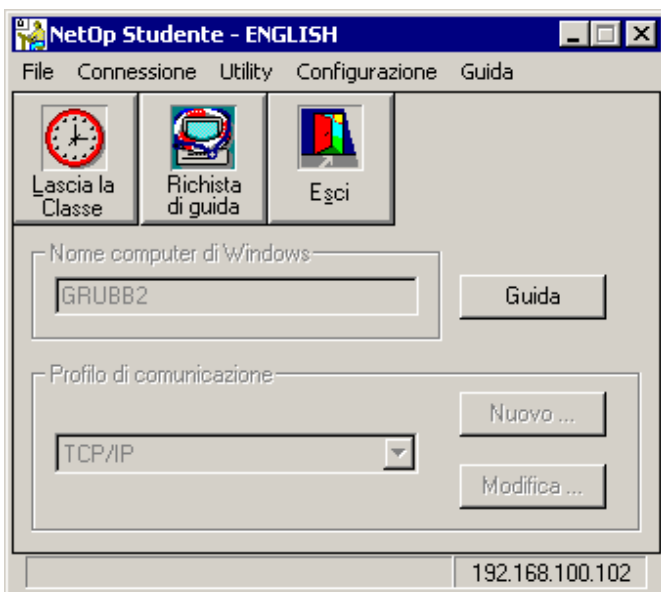 NetOp Studente - ENGLISH
File Connessione Utility Configurazione Guida
Lascia la
Classe
Richista
di guida
Esci
Nome computer di Windows
GRUBB2
Guida
Profilo di comunicazione
Nuovo ...
TCP/IP
Modifica ...
192.168.100.102